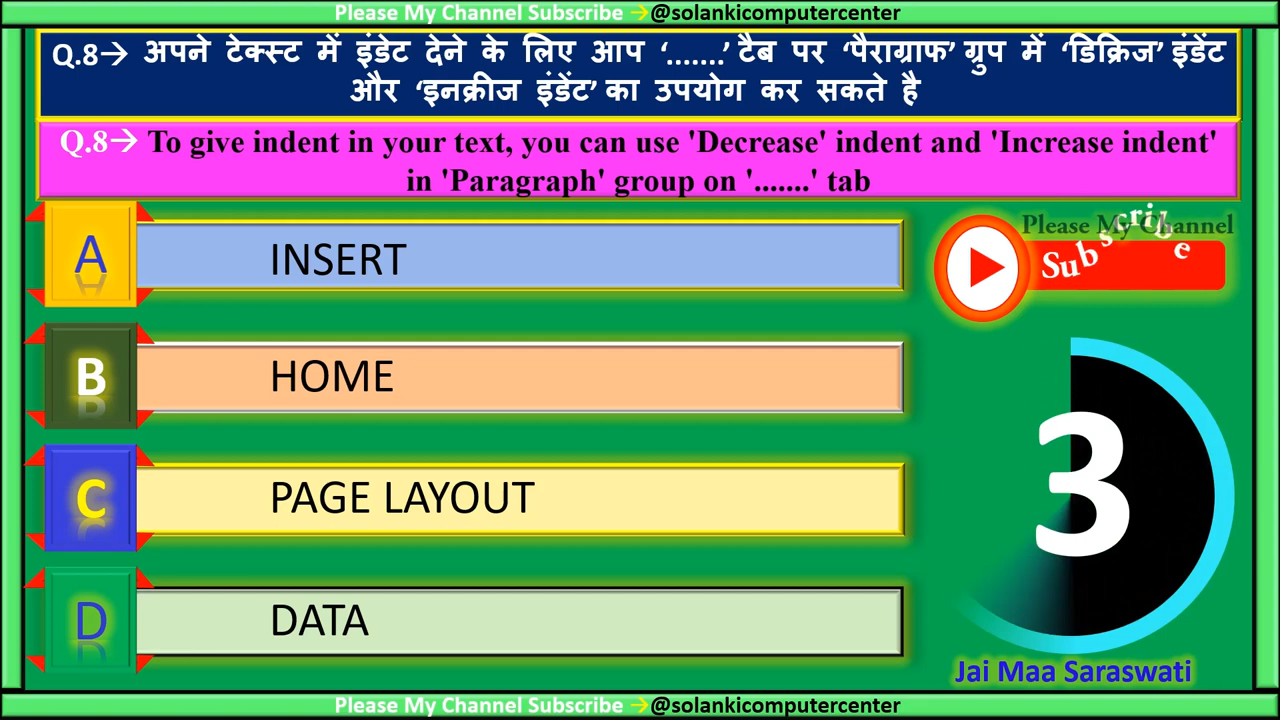 Please My Channel Subscribe →@solankicomputercenter
Q.8→ अपने टेक्स्ट में इंडेट देने के लिए आप ‘.......’ टैब पर ‘पैराग्राफ’ ग्रुप में ‘डिक्रिज’ इंडेंट
और ‘इनक्रीज इंडेंट’ का उपयोग कर सकते है
Q.8→ To give indent in your text, you can use 'Decrease' indent and 'Increase indent'
in 'Paragraph' group on '.......' tab
A INSERT
Please My Channel
Subscribe
B HOME
C PAGE LAYOUT
3
D DATA
Jai Maa Saraswati
Please My Channel Subscribe →@solankicomputercenter